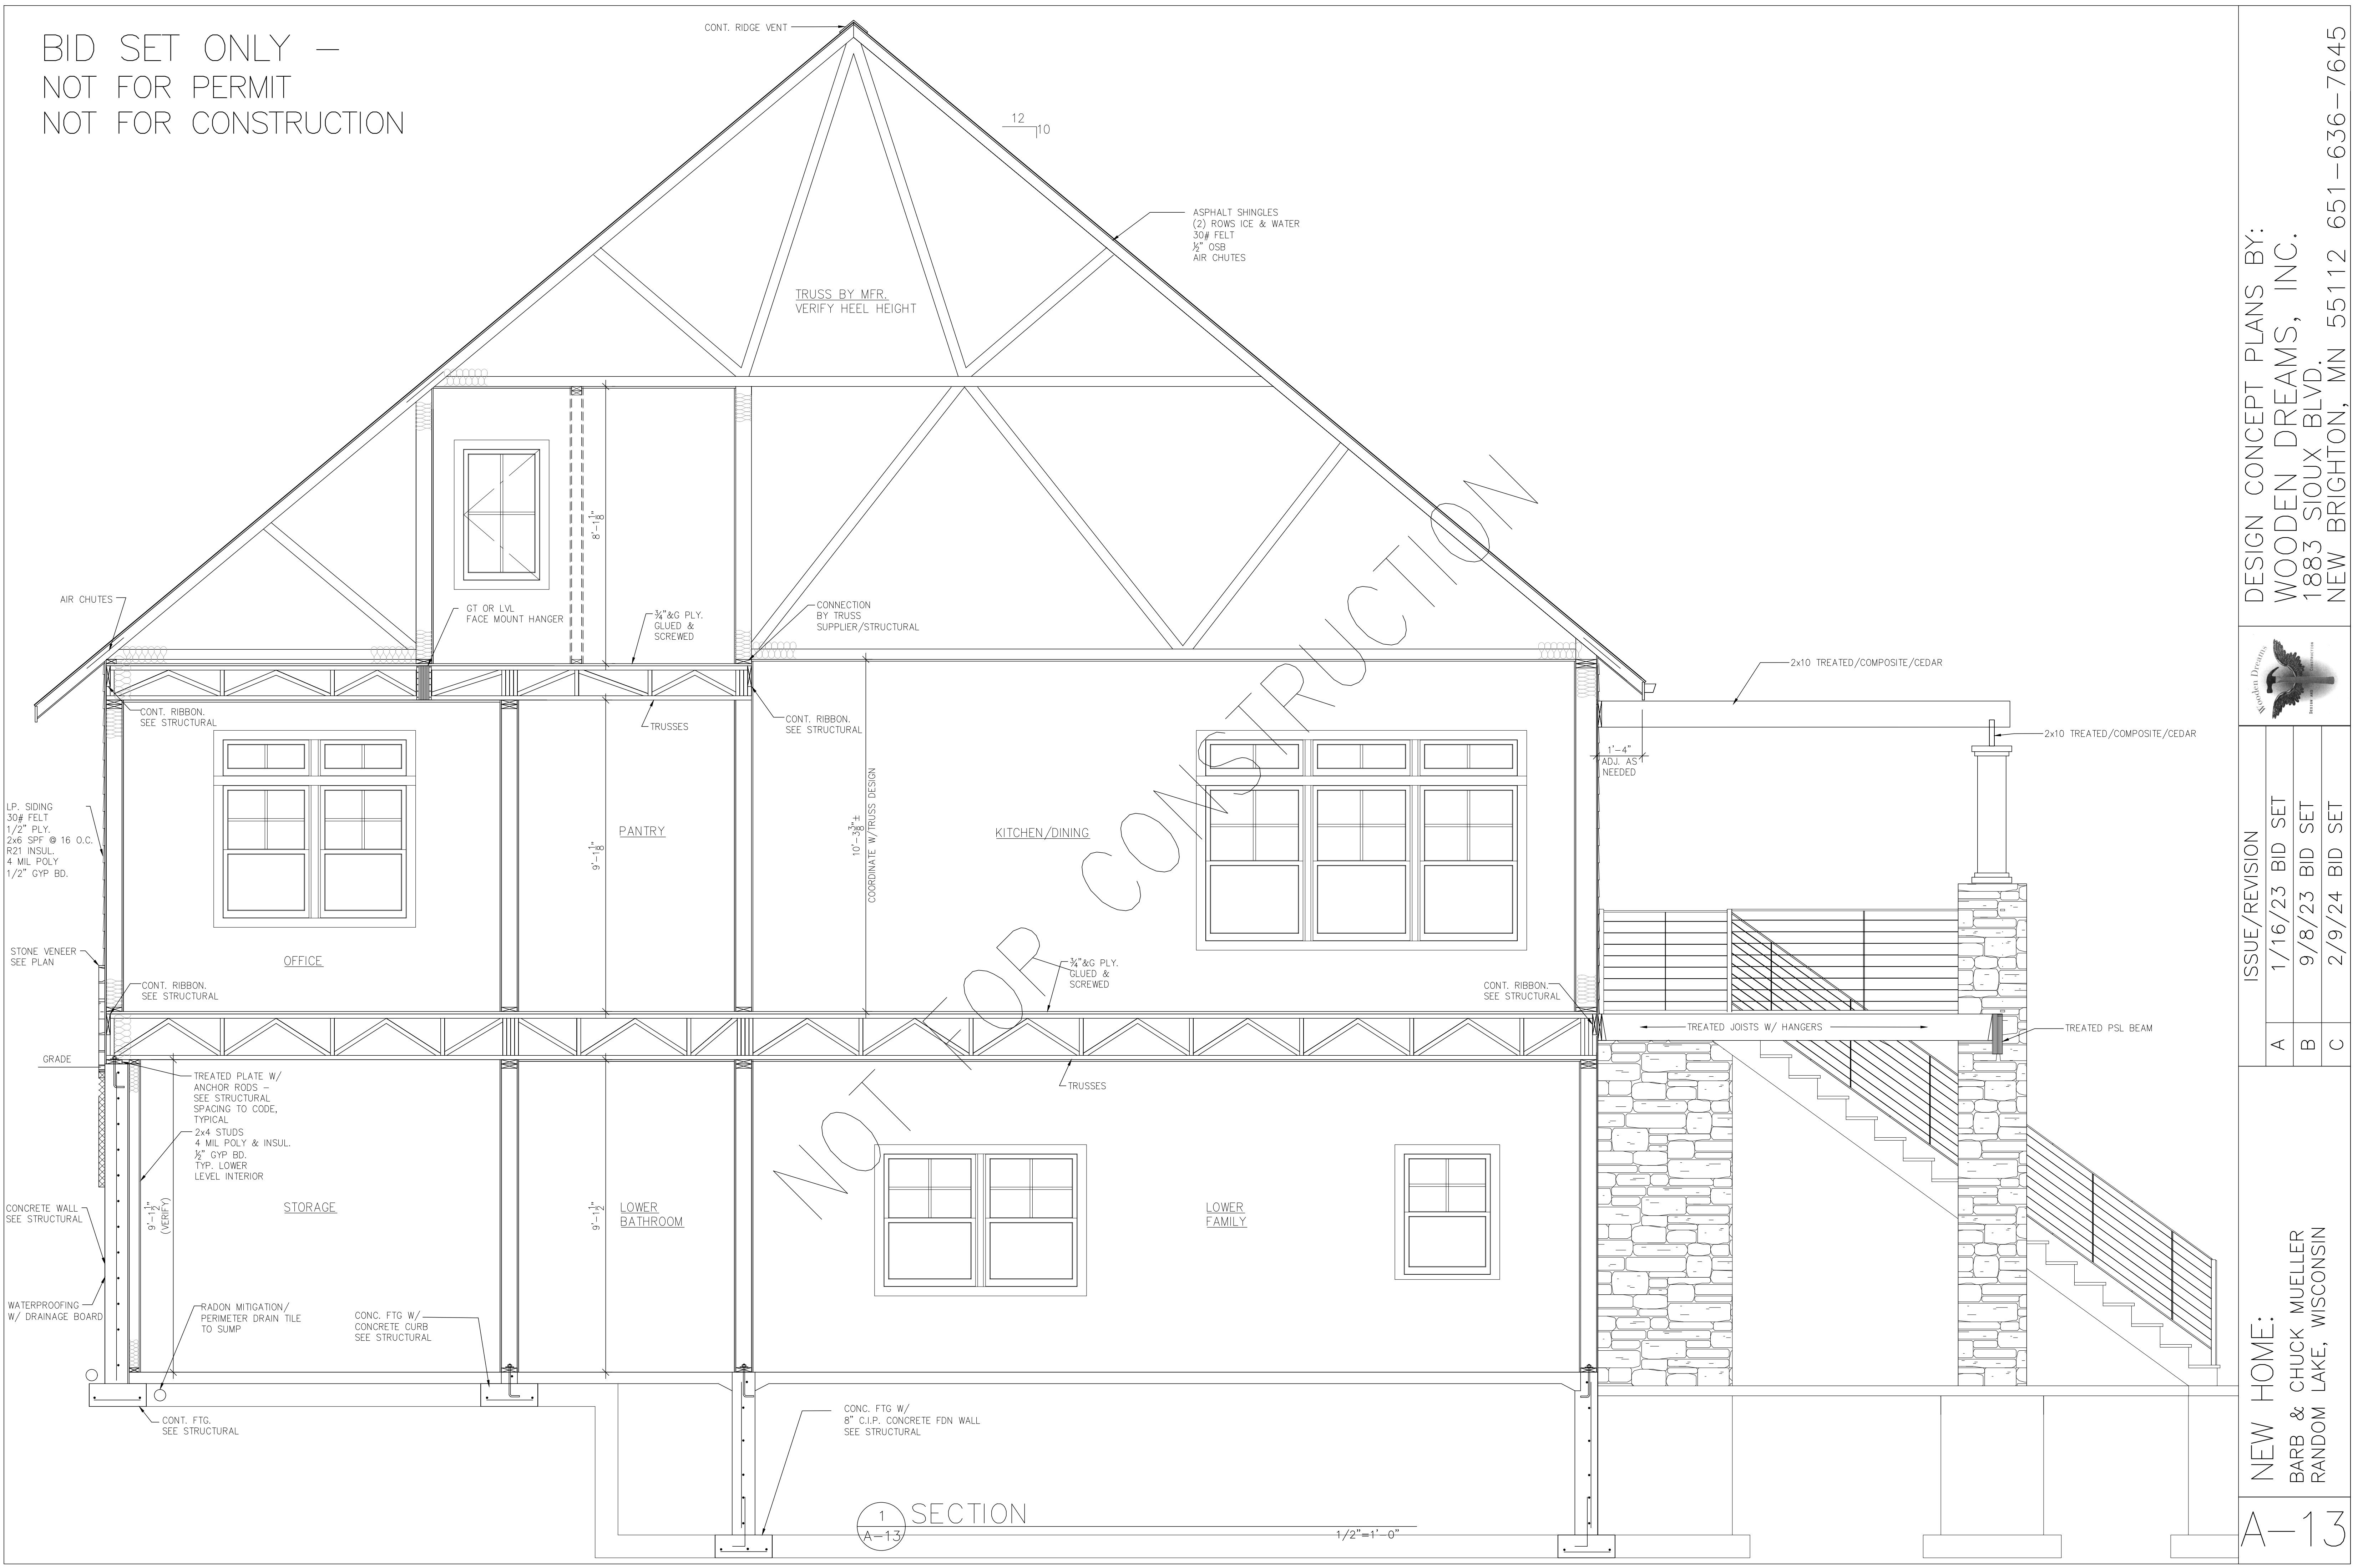 BID SET ONLY –
NOT FOR PERMIT
NOT FOR CONSTRUCTION
CONT. RIDGE VENT
12
10
ASPHALT SHINGLES
(2) ROWS ICE & WATER
30# FELT
½" OSB
AIR CHUTES
TRUSS BY MFR.
VERIFY HEEL HEIGHT
8'-1⅛"
AIR CHUTES
GT OR LVL
FACE MOUNT HANGER
¾"&G PLY.
GLUED &
SCREWED
CONNECTION
BY TRUSS
SUPPLIER/STRUCTURAL
CONT. RIBBON.
SEE STRUCTURAL
TRUSSES
CONT. RIBBON.
SEE STRUCTURAL
2x10 TREATED/COMPOSITE/CEDAR
2x10 TREATED/COMPOSITE/CEDAR
1'-4"
ADJ. AS
NEEDED
LP. SIDING
30# FELT
1/2" PLY.
2x6 SPF @ 16 O.C.
R21 INSUL.
4 MIL POLY
1/2" GYP BD.
9'-1⅛"
PANTRY
10'-3⅜"±
COORDINATE W/TRUSS DESIGN
KITCHEN/DINING
OFFICE
STONE VENEER
SEE PLAN
CONT. RIBBON.
SEE STRUCTURAL
¾"&G PLY.
GLUED &
SCREWED
CONT. RIBBON.
SEE STRUCTURAL
TREATED JOISTS W/ HANGERS
TREATED PSL BEAM
GRADE
TREATED PLATE W/
ANCHOR RODS –
SEE STRUCTURAL
SPACING TO CODE,
TYPICAL
2x4 STUDS
4 MIL POLY & INSUL.
½" GYP BD.
TYP. LOWER
LEVEL INTERIOR
TRUSSES
CONCRETE WALL
SEE STRUCTURAL
9'-1½"
(VERIFY)
STORAGE
9'-1½"
LOWER
BATHROOM
LOWER
FAMILY
WATERPROOFING
W/ DRAINAGE BOARD
RADON MITIGATION/
PERIMETER DRAIN TILE
TO SUMP
CONC. FTG W/
CONCRETE CURB
SEE STRUCTURAL
CONT. FTG.
SEE STRUCTURAL
CONC. FTG W/
8" C.I.P. CONCRETE FDN WALL
SEE STRUCTURAL
NOT FOR CONSTRUCTION
1
A-13
SECTION
1/2"=1'-0"
DESIGN CONCEPT PLANS BY:
WOODEN DREAMS, INC.
1883 SIOUX BLVD.
NEW BRIGHTON, MN 55112 651-636-7645
Wooden Dreams
ISSUE/REVISION
A 1/16/23 BID SET
B 9/8/23 BID SET
C 2/9/24 BID SET
NEW HOME:
BARB & CHUCK MUELLER
RANDOM LAKE, WISCONSIN
A-13